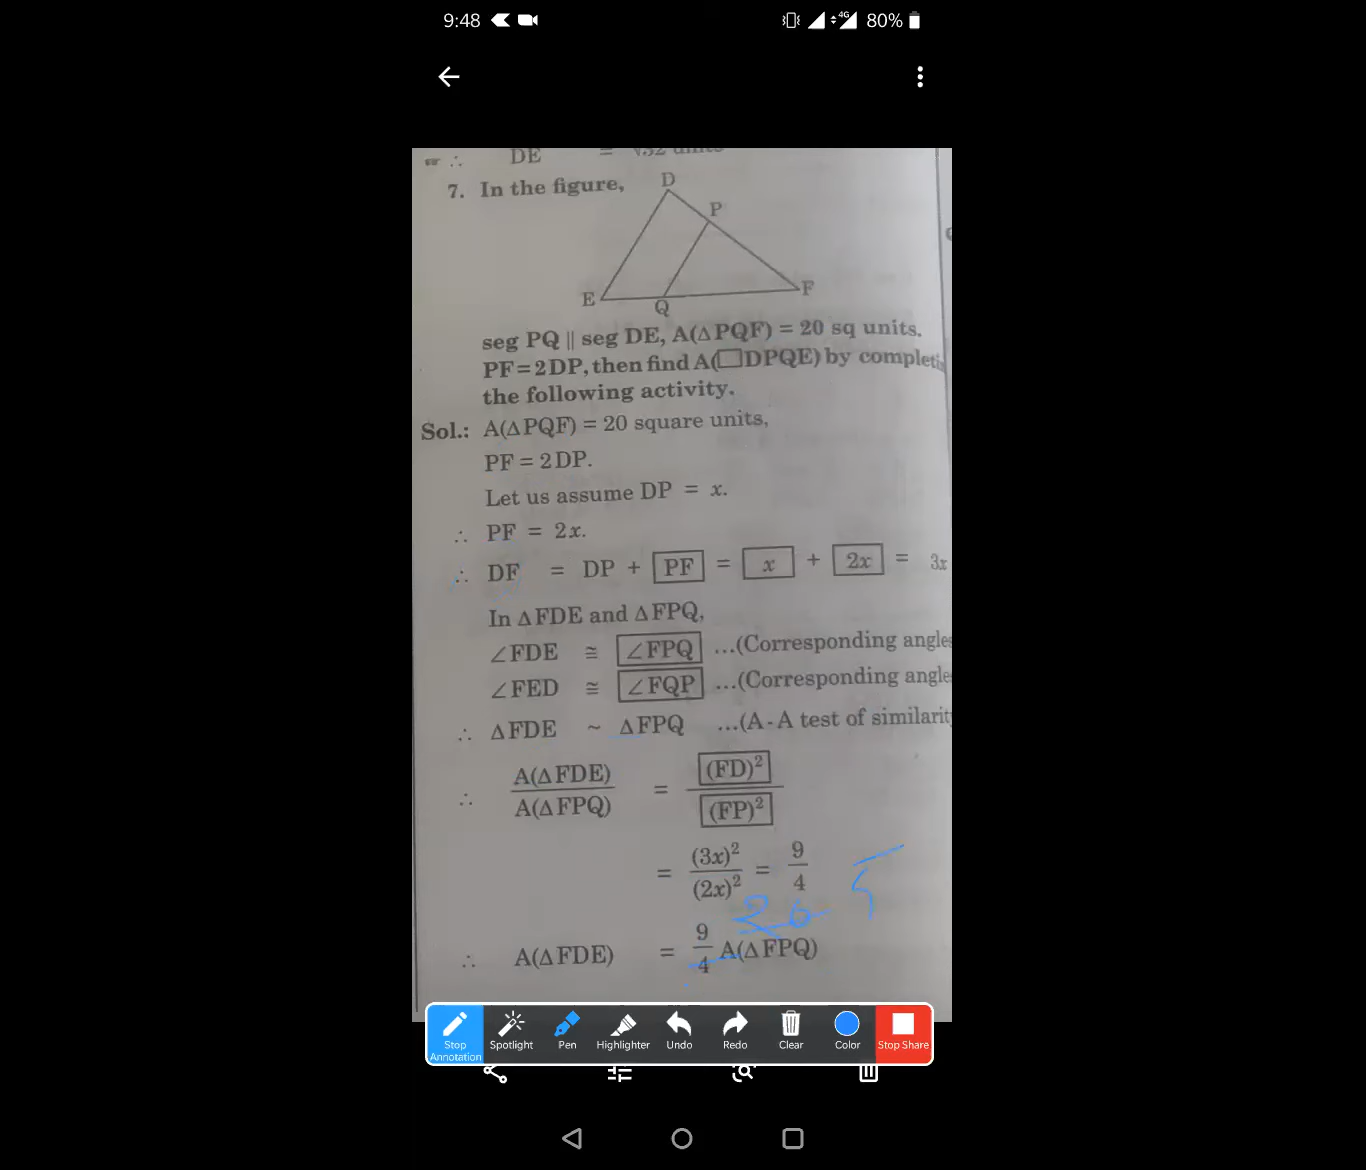 9:48 4G 80%
∴ DE =
7. In the figure,
D
P
E
Q
F
seg PQ || seg DE, A(△PQF) = 20 sq units.
PF = 2DP, then find A(□DPQE) by
the following activity.
Sol.: A(△PQF) = 20 square units,
PF = 2DP.
Let us assume DP = x.
∴ PF = 2x.
∴ DF = DP + PF = x + 2x = 3x
In △FDE and △FPQ,
∠FDE ≅ ∠FPQ ...(Corresponding angles
∠FED ≅ ∠FQP ...(Corresponding
∴ △FDE ~ △FPQ ...(A-A test of
∴ A(△FDE) / A(△FPQ) = (FD)² / (FP)²
= (3x)² / (2x)² = 9/4
20 5
∴ A(△FDE) = 9/4 A(△FPQ)
Stop Annotation Spotlight Pen Highlighter Undo Redo Clear Color Stop Share